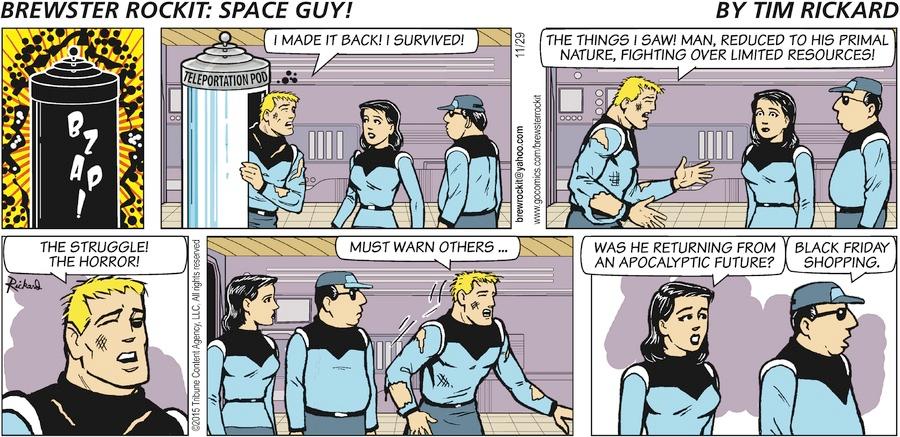 BREWSTER ROCKIT: SPACE GUY!
BY TIM RICKARD
BZAP!
TELEPORTATION POD
I MADE IT BACK! I SURVIVED!
11/29
brewrockit@yahoo.com
www.gocomics.com/brewsterrockit
THE THINGS I SAW! MAN, REDUCED TO HIS PRIMAL
NATURE, FIGHTING OVER LIMITED RESOURCES!
THE STRUGGLE!
THE HORROR!
Rickard
©2015 Tribune Content Agency, LLC. All rights reserved
MUST WARN OTHERS ...
WAS HE RETURNING FROM
AN APOCALYPTIC FUTURE?
BLACK FRIDAY
SHOPPING.